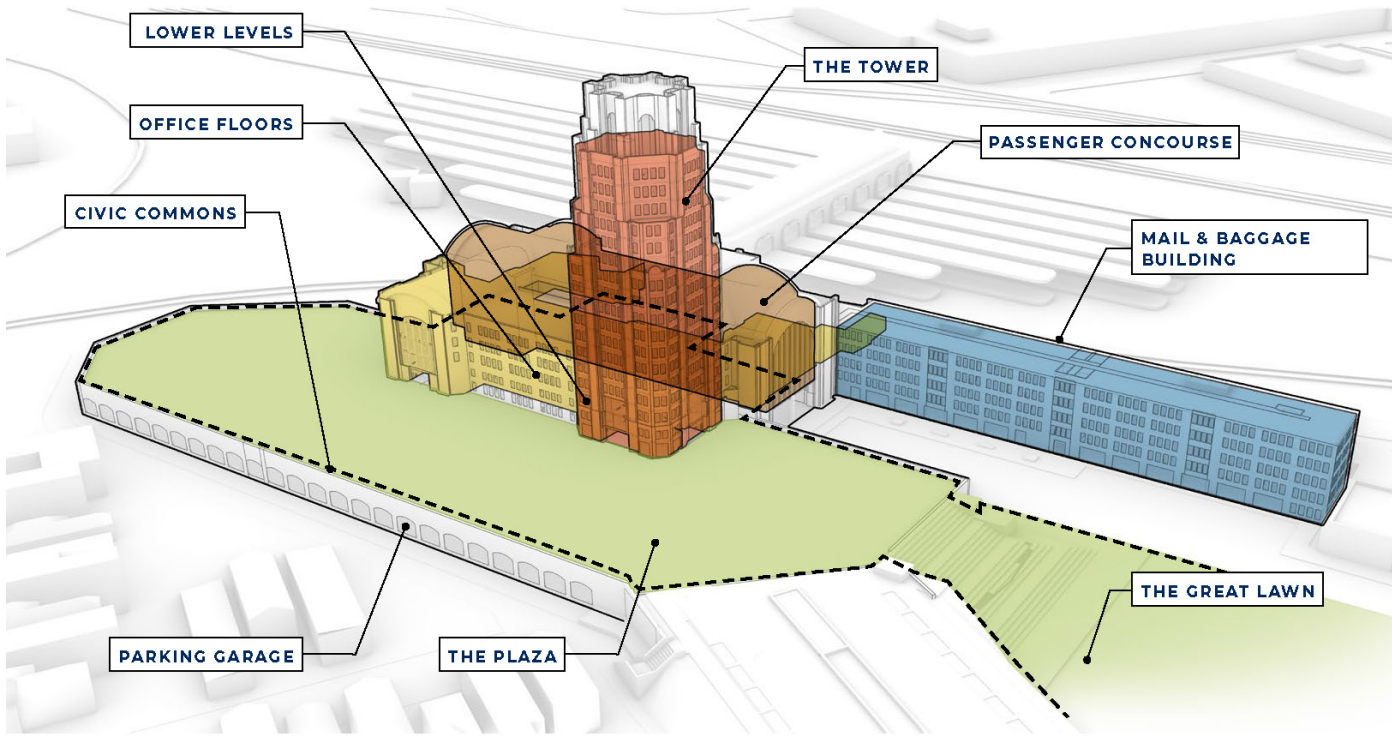 LOWER LEVELS
THE TOWER
OFFICE FLOORS
PASSENGER CONCOURSE
CIVIC COMMONS
MAIL & BAGGAGE
BUILDING
THE GREAT LAWN
PARKING GARAGE
THE PLAZA